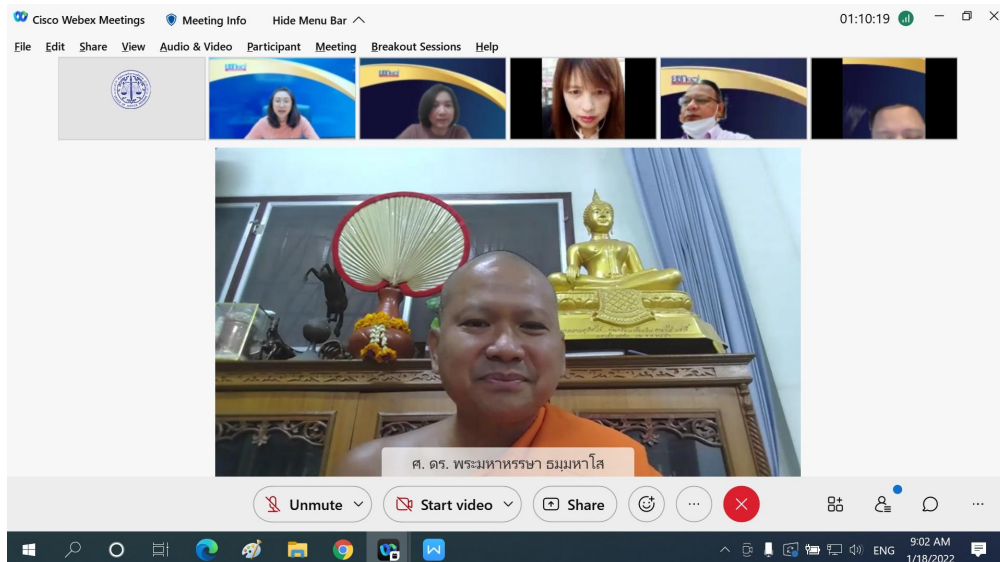 Cisco Webex Meetings Meeting Info Hide Menu Bar 01:10:19
File Edit Share View Audio & Video Participant Meeting Breakout Sessions Help
ศ. ดร. พระมหาหรรษา ธมฺมหาโส
Unmute Start video Share
ENG 9:02 AM
1/18/2022